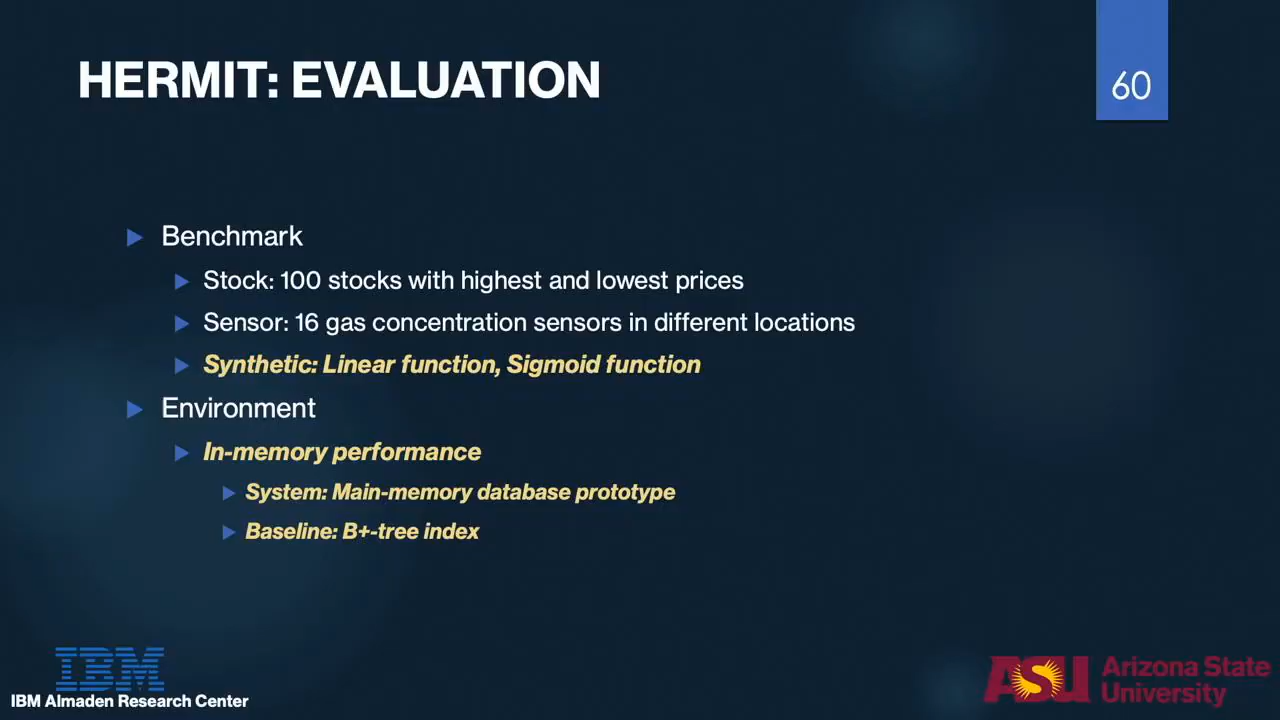 HERMIT: EVALUATION
60
Benchmark
Stock: 100 stocks with highest and lowest prices
Sensor: 16 gas concentration sensors in different locations
Synthetic: Linear function, Sigmoid function
Environment
In-memory performance
System: Main-memory database prototype
Baseline: B+-tree index
IBM
IBM Almaden Research Center
ASU
Arizona State
University